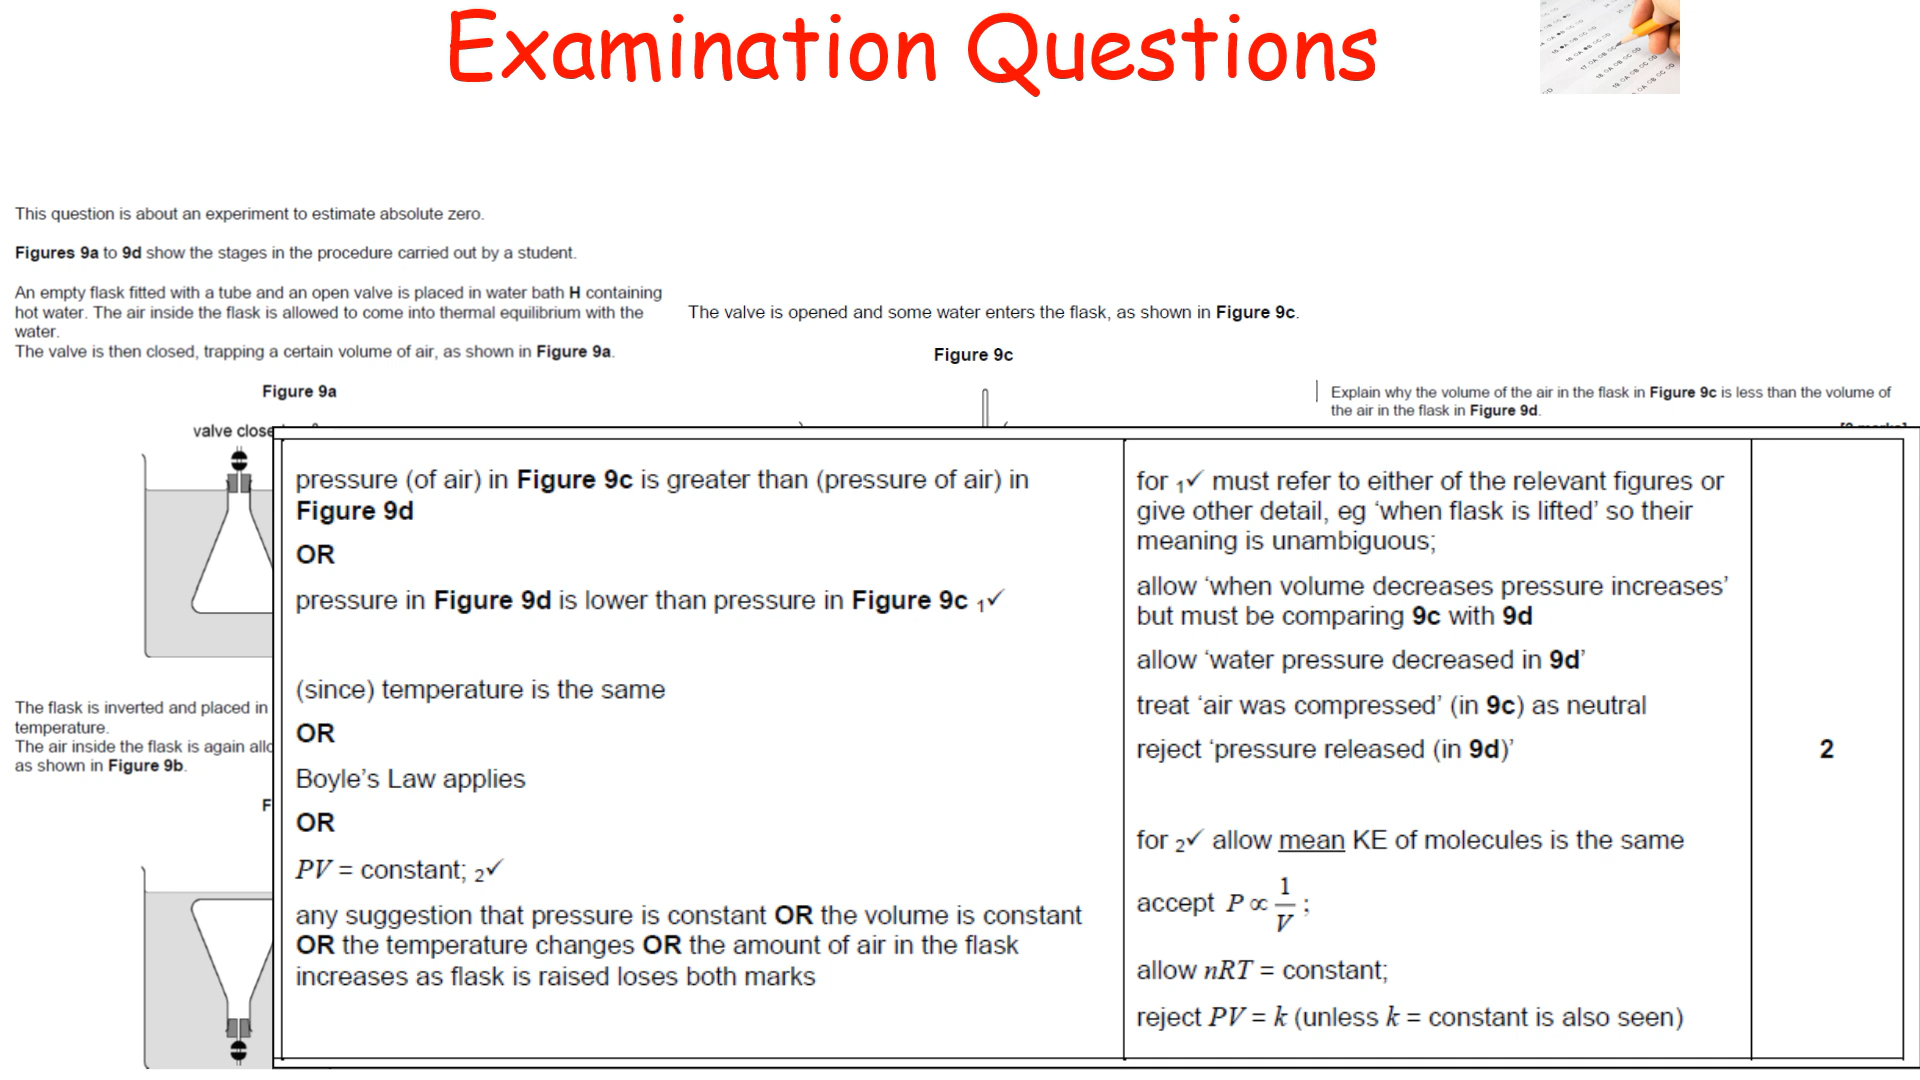 Examination Questions
This question is about an experiment to estimate absolute zero.
Figures 9a to 9d show the stages in the procedure carried out by a student.
An empty flask fitted with a tube and an open valve is placed in water bath H containing
hot water. The air inside the flask is allowed to come into thermal equilibrium with the
water.
The valve is then closed, trapping a certain volume of air, as shown in Figure 9a.
Figure 9a
valve close
The flask is inverted and placed in
temperature.
The air inside the flask is again allo
as shown in Figure 9b.
F
The valve is opened and some water enters the flask, as shown in Figure 9c.
Figure 9c
Explain why the volume of the air in the flask in Figure 9c is less than the volume of
the air in the flask in Figure 9d.
pressure (of air) in Figure 9c is greater than (pressure of air) in
Figure 9d
OR
pressure in Figure 9d is lower than pressure in Figure 9c 1✓
(since) temperature is the same
OR
Boyle's Law applies
OR
PV = constant; 2✓
any suggestion that pressure is constant OR the volume is constant
OR the temperature changes OR the amount of air in the flask
increases as flask is raised loses both marks
for 1✓ must refer to either of the relevant figures or
give other detail, eg 'when flask is lifted' so their
meaning is unambiguous;
allow 'when volume decreases pressure increases'
but must be comparing 9c with 9d
allow 'water pressure decreased in 9d'
treat 'air was compressed' (in 9c) as neutral
reject 'pressure released (in 9d)'
for 2✓ allow mean KE of molecules is the same
accept P ∝ 1/V ;
allow nRT = constant;
reject PV = k (unless k = constant is also seen)
2